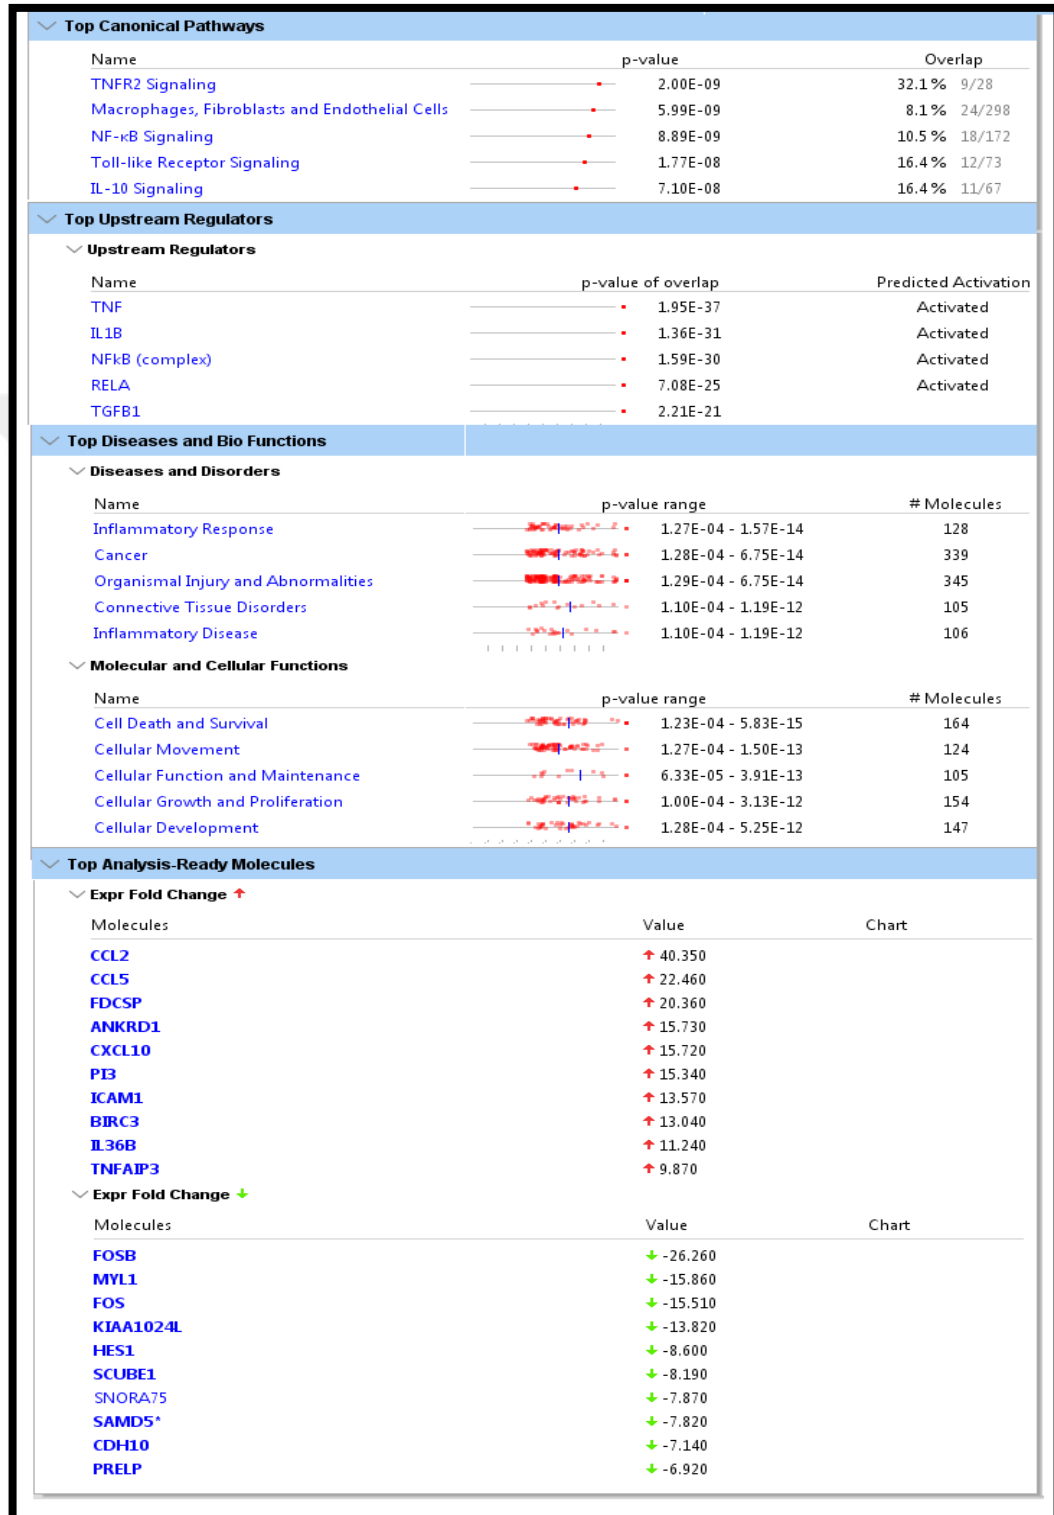 Top Canonical Pathways
Name p-value Overlap
TNFR2 Signaling 2.00E-09 32.1% 9/28
Macrophages, Fibroblasts and Endothelial Cells 5.99E-09 8.1% 24/298
NF-κB Signaling 8.89E-09 10.5% 18/172
Toll-like Receptor Signaling 1.77E-08 16.4% 12/73
IL-10 Signaling 7.10E-08 16.4% 11/67
Top Upstream Regulators
Upstream Regulators
Name p-value of overlap Predicted Activation
TNF 1.95E-37 Activated
IL1B 1.36E-31 Activated
NFkB (complex) 1.59E-30 Activated
RELA 7.08E-25 Activated
TGFB1 2.21E-21
Top Diseases and Bio Functions
Diseases and Disorders
Name p-value range # Molecules
Inflammatory Response 1.27E-04 - 1.57E-14 128
Cancer 1.28E-04 - 6.75E-14 339
Organismal Injury and Abnormalities 1.29E-04 - 6.75E-14 345
Connective Tissue Disorders 1.10E-04 - 1.19E-12 105
Inflammatory Disease 1.10E-04 - 1.19E-12 106
Molecular and Cellular Functions
Name p-value range # Molecules
Cell Death and Survival 1.23E-04 - 5.83E-15 164
Cellular Movement 1.27E-04 - 1.50E-13 124
Cellular Function and Maintenance 6.33E-05 - 3.91E-13 105
Cellular Growth and Proliferation 1.00E-04 - 3.13E-12 154
Cellular Development 1.28E-04 - 5.25E-12 147
Top Analysis-Ready Molecules
Expr Fold Change ↑
Molecules Value Chart
CCL2 ↑ 40.350
CCL5 ↑ 22.460
FDCSP ↑ 20.360
ANKRD1 ↑ 15.730
CXCL10 ↑ 15.720
PI3 ↑ 15.340
ICAM1 ↑ 13.570
BIRC3 ↑ 13.040
IL36B ↑ 11.240
TNFAIP3 ↑ 9.870
Expr Fold Change ↓
Molecules Value Chart
FOSB ↓ -26.260
MYL1 ↓ -15.860
FOS ↓ -15.510
KIAA1024L ↓ -13.820
HES1 ↓ -8.600
SCUBE1 ↓ -8.190
SNORA75 ↓ -7.870
SAMD5* ↓ -7.820
CDH10 ↓ -7.140
PRELP ↓ -6.920